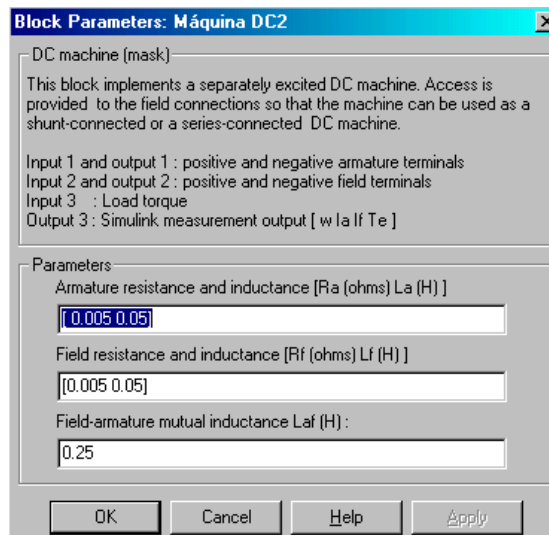 Block Parameters: Máquina DC2
DC machine (mask)
This block implements a separately excited DC machine. Access is
provided to the field connections so that the machine can be used as a
shunt-connected or a series-connected DC machine.
Input 1 and output 1 : positive and negative armature terminals
Input 2 and output 2 : positive and negative field terminals
Input 3 : Load torque
Output 3 : Simulink measurement output [ w Ia If Te ]
Parameters
Armature resistance and inductance [Ra (ohms) La (H) ]
[ 0.005 0.05]
Field resistance and inductance [Rf (ohms) Lf (H) ]
[0.005 0.05]
Field-armature mutual inductance Laf (H) :
0.25
OK Cancel Help Apply